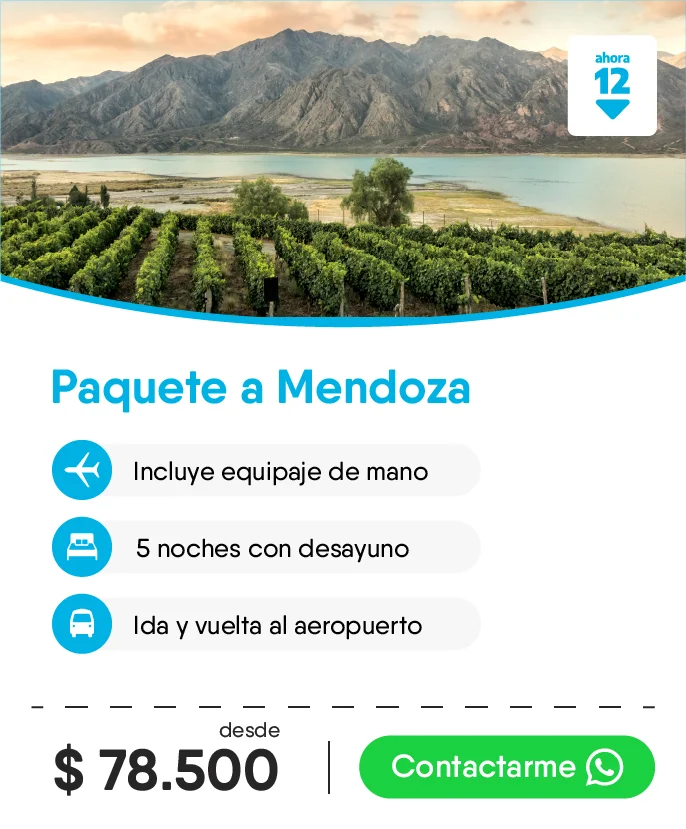 ahora
12
Paquete a Mendoza
Incluye equipaje de mano
5 noches con desayuno
Ida y vuelta al aeropuerto
desde
$ 78.500
Contactarme